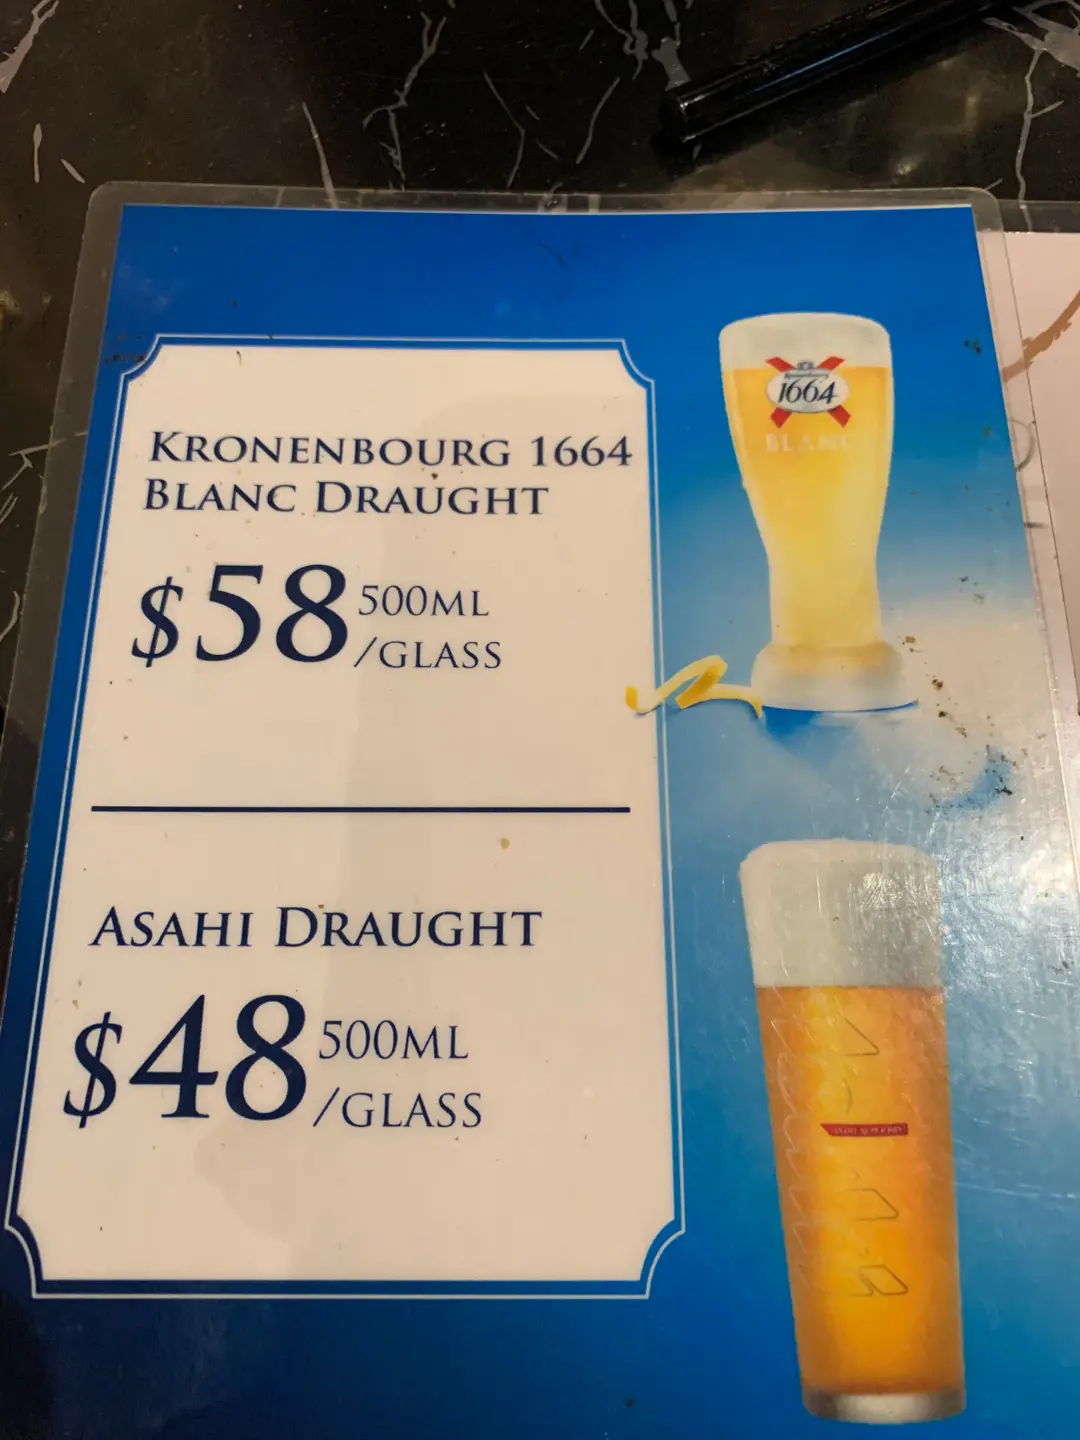 KRONENBOURG 1664
BLANC DRAUGHT
$58 500ML
/GLASS
1664
BLANC
ASAHI DRAUGHT
$48 500ML
/GLASS